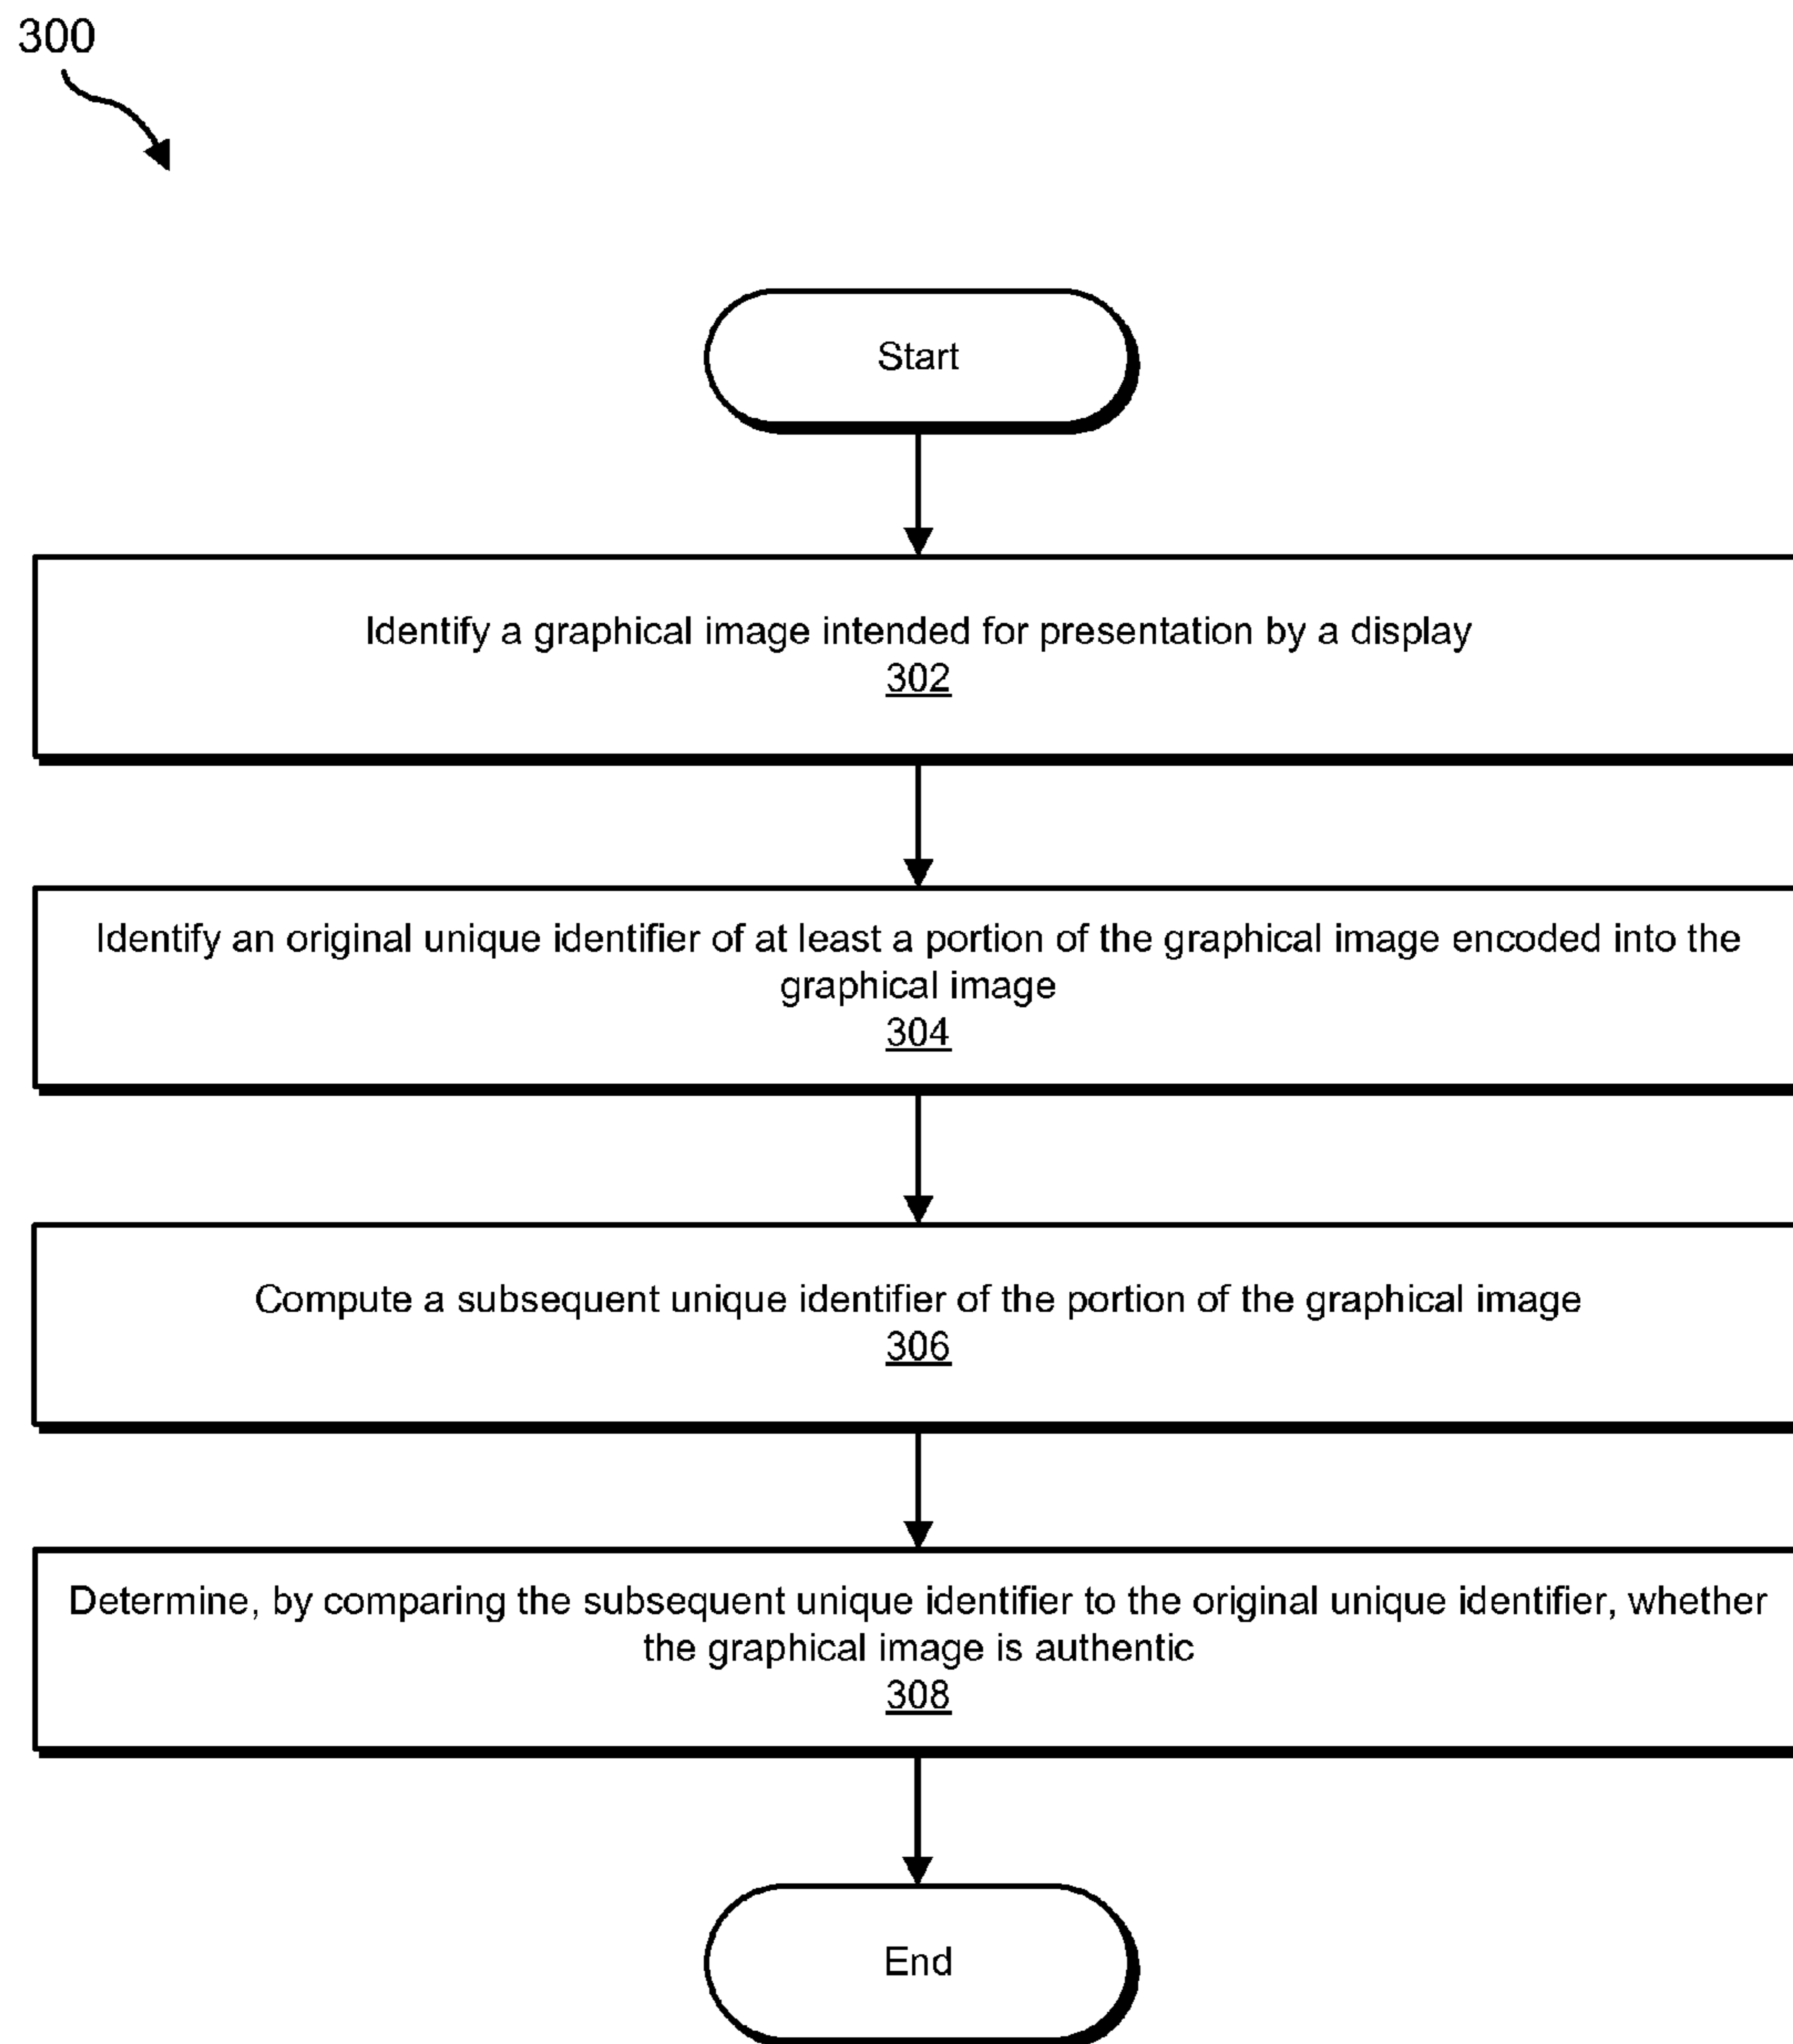 300
Start
Identify a graphical image intended for presentation by a display
302
Identify an original unique identifier of at least a portion of the graphical image encoded into the
graphical image
304
Compute a subsequent unique identifier of the portion of the graphical image
306
Determine, by comparing the subsequent unique identifier to the original unique identifier, whether
the graphical image is authentic
308
End